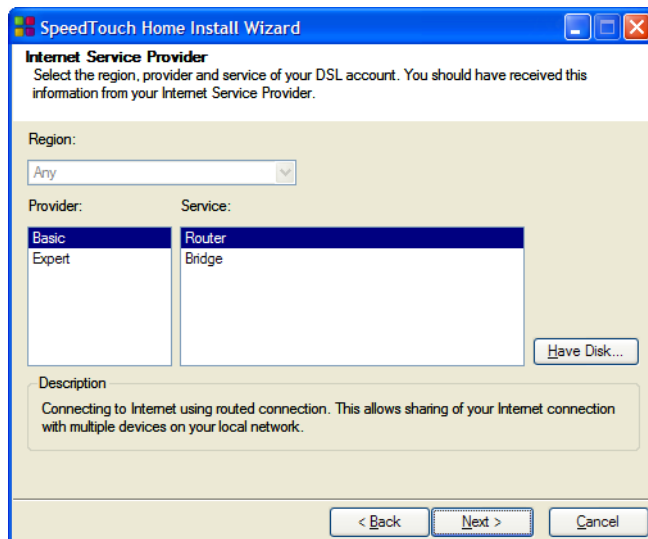 SpeedTouch Home Install Wizard
Internet Service Provider
Select the region, provider and service of your DSL account. You should have received this
information from your Internet Service Provider.
Region:
Any
Provider:
Service:
Basic
Router
Expert
Bridge
Have Disk...
Description
Connecting to Internet using routed connection. This allows sharing of your Internet connection
with multiple devices on your local network.
< Back
Next >
Cancel